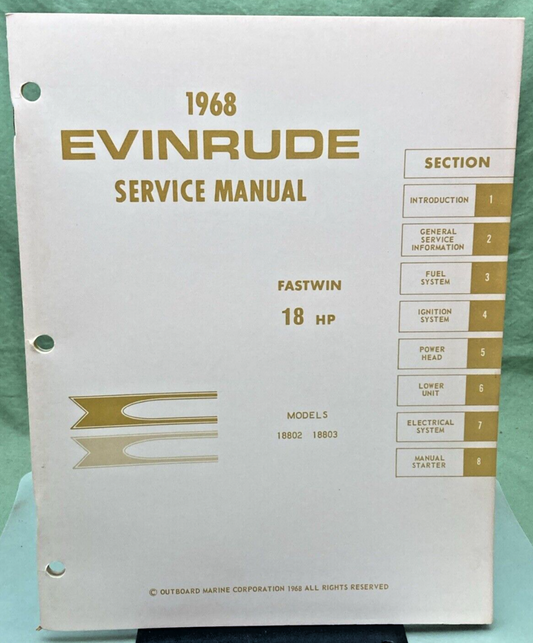 1968
EVINRUDE
SERVICE MANUAL
FASTWIN
18 HP
MODELS
18802 18803
SECTION
INTRODUCTION 1
GENERAL
SERVICE 2
INFORMATION
FUEL
SYSTEM 3
IGNITION
SYSTEM 4
POWER
HEAD 5
LOWER
UNIT 6
ELECTRICAL
SYSTEM 7
MANUAL
STARTER 8
© OUTBOARD MARINE CORPORATION 1968 ALL RIGHTS RESERVED